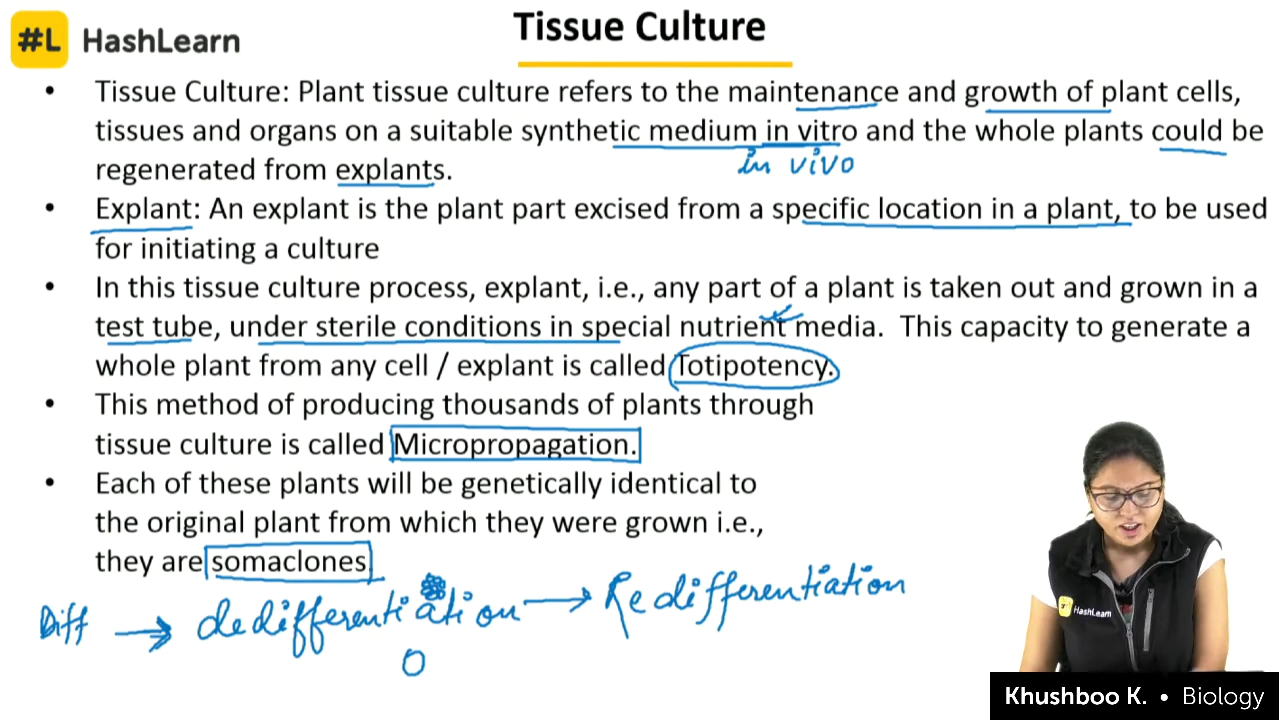 #L HashLearn
Tissue Culture
• Tissue Culture: Plant tissue culture refers to the maintenance and growth of plant cells,
tissues and organs on a suitable synthetic medium in vitro and the whole plants could be
in vivo
regenerated from explants.
• Explant: An explant is the plant part excised from a specific location in a plant, to be used
for initiating a culture
• In this tissue culture process, explant, i.e., any part of a plant is taken out and grown in a
test tube, under sterile conditions in special nutrient media. This capacity to generate a
whole plant from any cell / explant is called Totipotency.
• This method of producing thousands of plants through
tissue culture is called Micropropagation.
• Each of these plants will be genetically identical to
the original plant from which they were grown i.e.,
they are somaclones
Diff → dedifferentiation → Redifferentiation
#L HashLearn
Khushboo K. • Biology